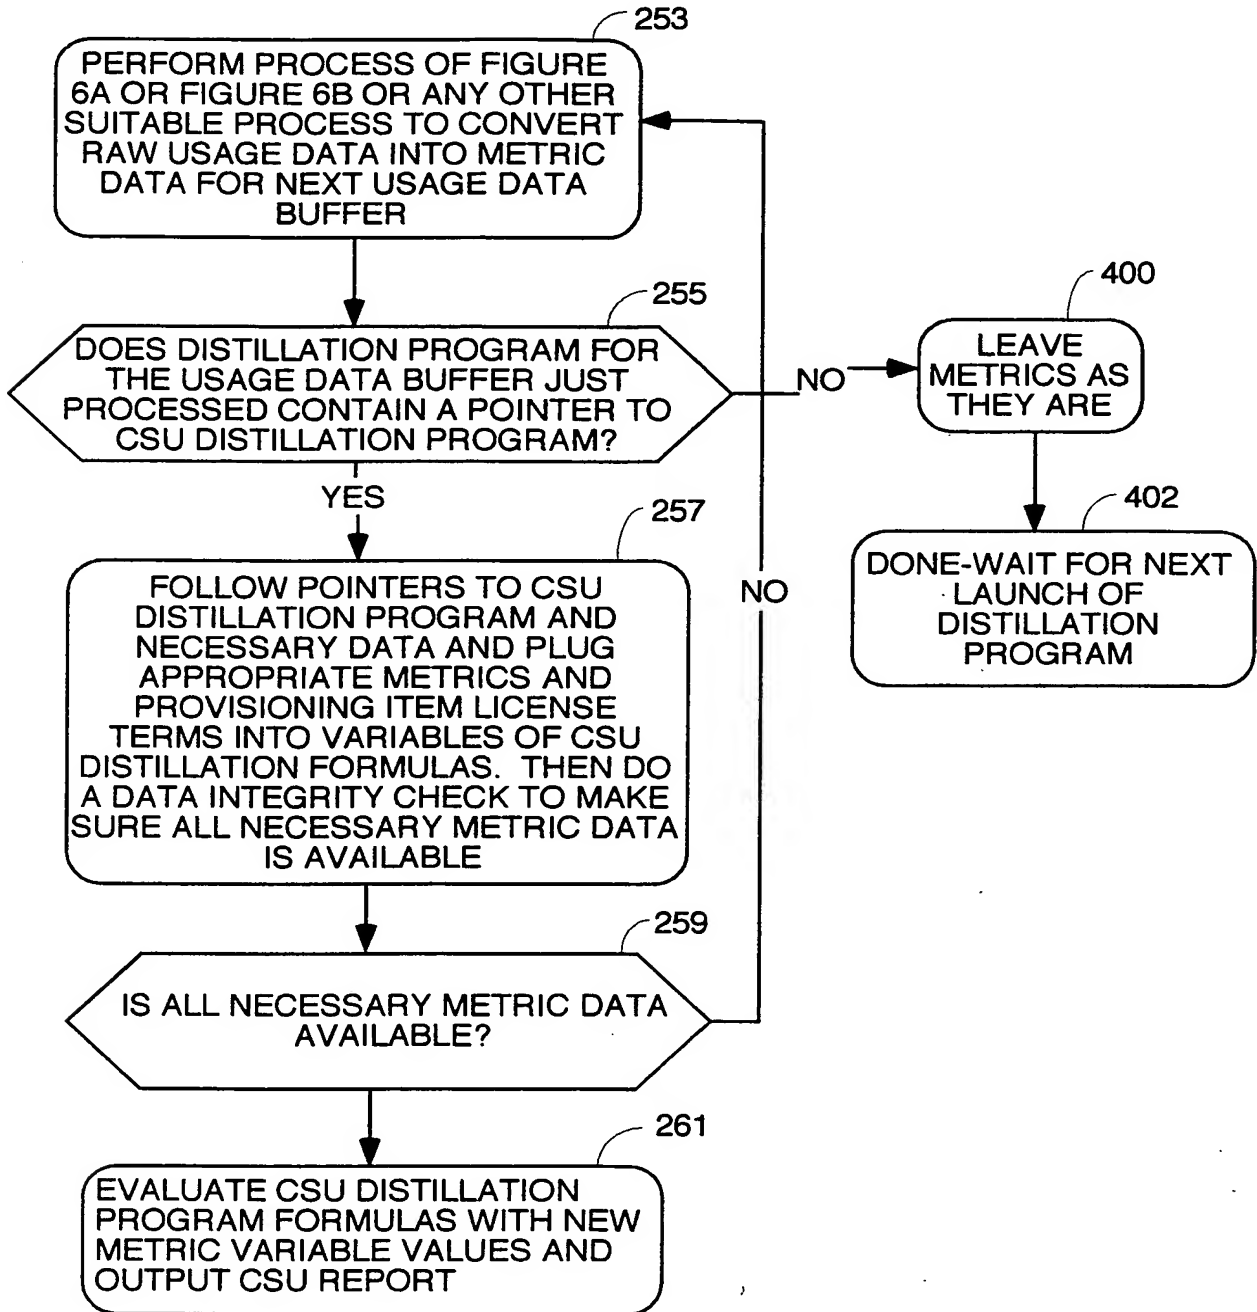 253
PERFORM PROCESS OF FIGURE
6A OR FIGURE 6B OR ANY OTHER
SUITABLE PROCESS TO CONVERT
RAW USAGE DATA INTO METRIC
DATA FOR NEXT USAGE DATA
BUFFER
255
DOES DISTILLATION PROGRAM FOR
THE USAGE DATA BUFFER JUST
PROCESSED CONTAIN A POINTER TO
CSU DISTILLATION PROGRAM?
NO
400
LEAVE
METRICS AS
THEY ARE
402
DONE-WAIT FOR NEXT
LAUNCH OF
DISTILLATION
PROGRAM
YES
257
FOLLOW POINTERS TO CSU
DISTILLATION PROGRAM AND
NECESSARY DATA AND PLUG
APPROPRIATE METRICS AND
PROVISIONING ITEM LICENSE
TERMS INTO VARIABLES OF CSU
DISTILLATION FORMULAS. THEN DO
A DATA INTEGRITY CHECK TO MAKE
SURE ALL NECESSARY METRIC DATA
IS AVAILABLE
NO
259
IS ALL NECESSARY METRIC DATA
AVAILABLE?
261
EVALUATE CSU DISTILLATION
PROGRAM FORMULAS WITH NEW
METRIC VARIABLE VALUES AND
OUTPUT CSU REPORT